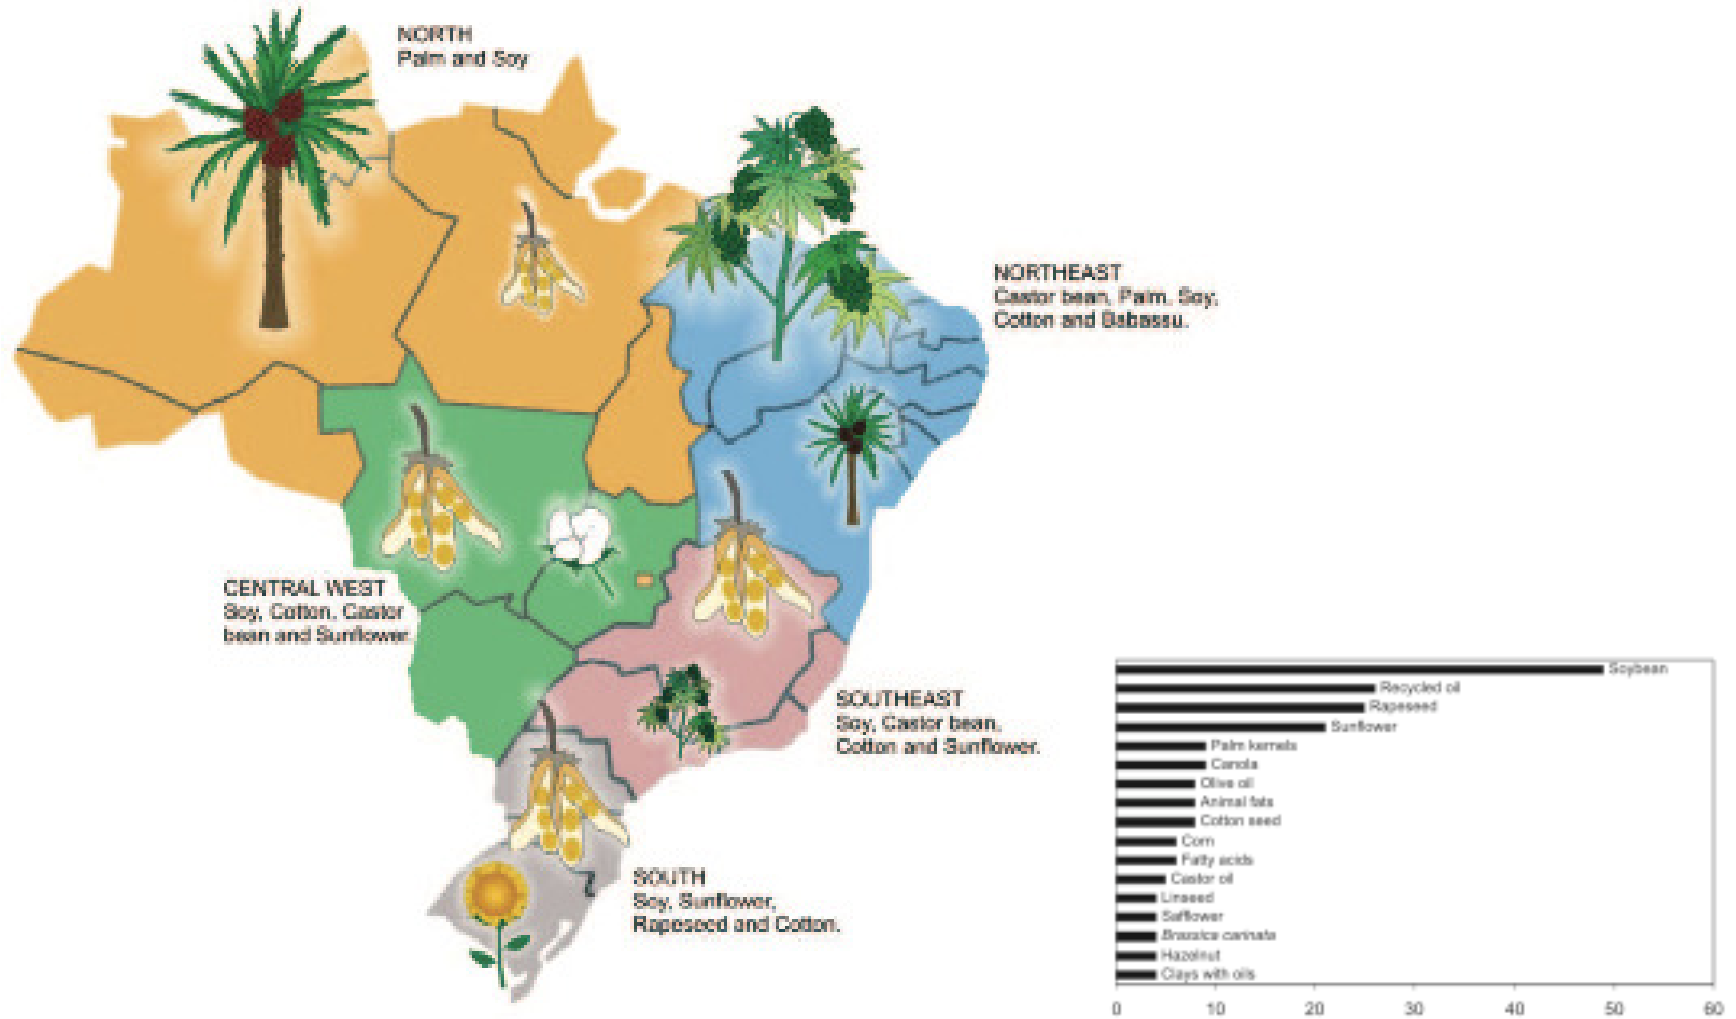 NORTH
Palm and Soy
NORTHEAST
Castor bean, Palm, Soy,
Cotton and Babassu.
CENTRAL WEST
Soy, Cotton, Castor
bean and Sunflower.
SOUTHEAST
Soy, Castor bean,
Cotton and Sunflower.
SOUTH
Soy, Sunflower,
Rapeseed and Cotton.
Soybean
Recycled oil
Rapeseed
Sunflower
Palm kernels
Canola
Olive oil
Animal fats
Cotton seed
Corn
Fatty acids
Castor oil
Linseed
Safflower
Brassica carinata
Hazelnut
Clays with oils
0 10 20 30 40 50 60